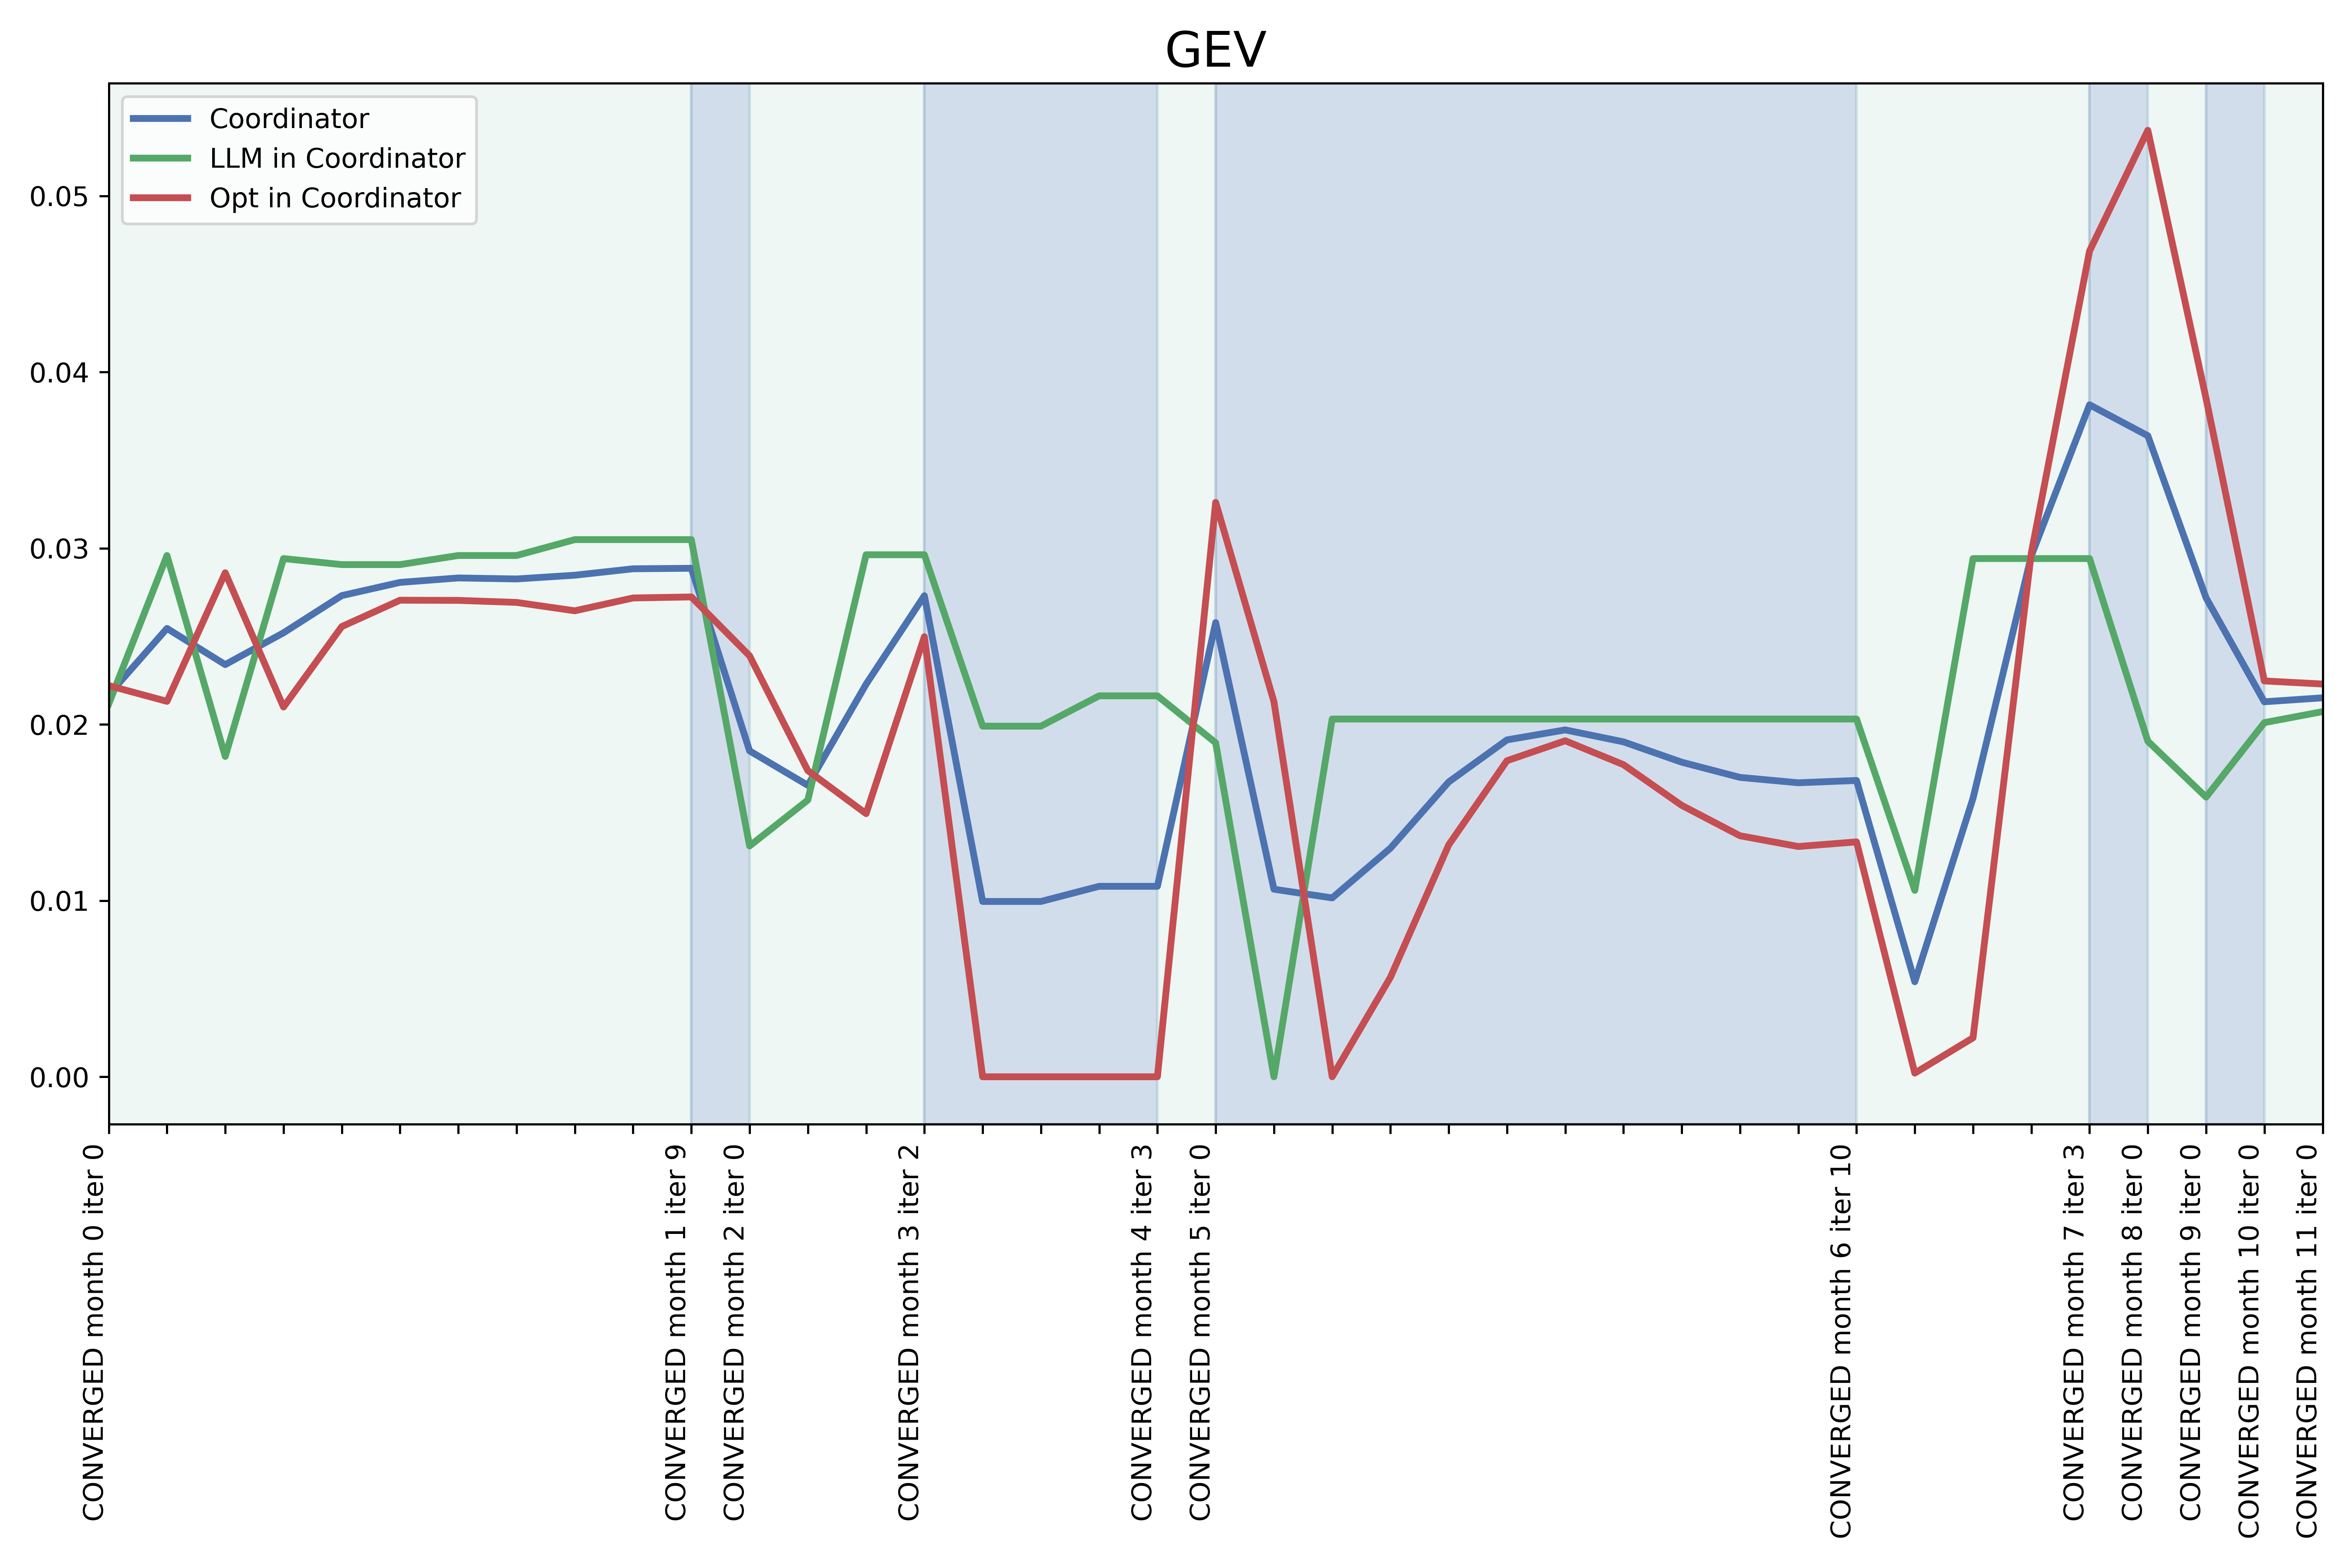 GEV
Coordinator
LLM in Coordinator
Opt in Coordinator
0.05
0.04
0.03
0.02
0.01
0.00
CONVERGED month 0 iter 0
CONVERGED month 1 iter 9
CONVERGED month 2 iter 0
CONVERGED month 3 iter 2
CONVERGED month 4 iter 3
CONVERGED month 5 iter 0
CONVERGED month 6 iter 10
CONVERGED month 7 iter 3
CONVERGED month 8 iter 0
CONVERGED month 9 iter 0
CONVERGED month 10 iter 0
CONVERGED month 11 iter 0